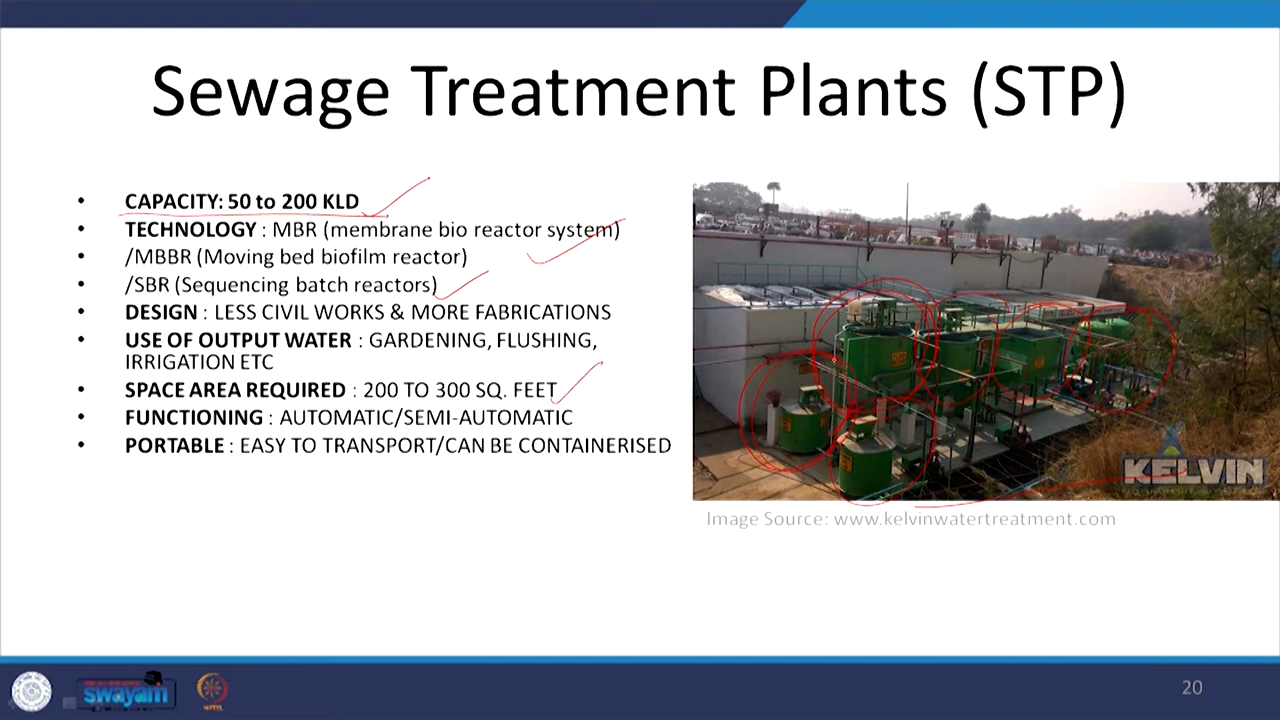 Sewage Treatment Plants (STP)
• CAPACITY: 50 to 200 KLD
• TECHNOLOGY : MBR (membrane bio reactor system)
• /MBBR (Moving bed biofilm reactor)
• /SBR (Sequencing batch reactors)
• DESIGN : LESS CIVIL WORKS & MORE FABRICATIONS
• USE OF OUTPUT WATER : GARDENING, FLUSHING,
IRRIGATION ETC
• SPACE AREA REQUIRED : 200 TO 300 SQ. FEET
• FUNCTIONING : AUTOMATIC/SEMI-AUTOMATIC
• PORTABLE : EASY TO TRANSPORT/CAN BE CONTAINERISED
KELVIN
Image Source: www.kelvinwatertreatment.com
swayam
20